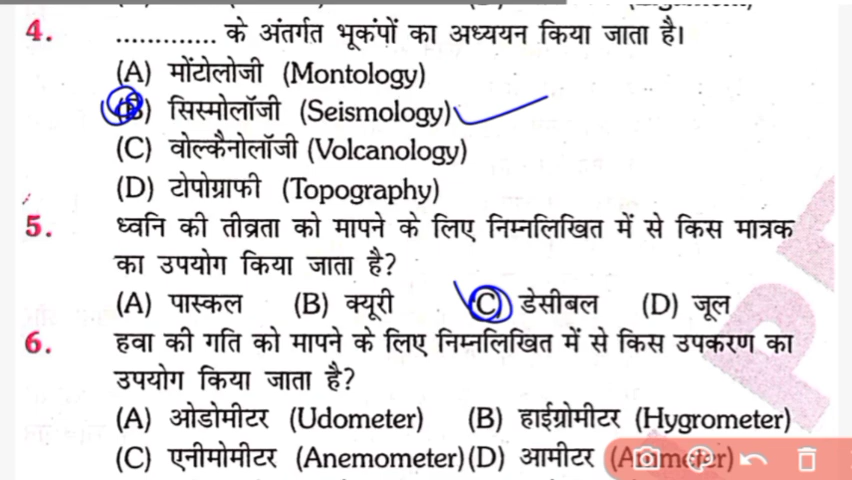 4. ............. के अंतर्गत भूकंपों का अध्ययन किया जाता है।
(A) मोंटोलोजी (Montology)
(B) सिस्मोलॉजी (Seismology)
(C) वोल्कैनोलॉजी (Volcanology)
(D) टोपोग्राफी (Topography)
5. ध्वनि की तीव्रता को मापने के लिए निम्नलिखित में से किस मात्रक
का उपयोग किया जाता है?
(A) पास्कल (B) क्यूरी (C) डेसीबल (D) जूल
6. हवा की गति को मापने के लिए निम्नलिखित में से किस उपकरण का
उपयोग किया जाता है?
(A) ओडोमीटर (Udometer) (B) हाईग्रोमीटर (Hygrometer)
(C) एनीमोमीटर (Anemometer) (D) आमीटर